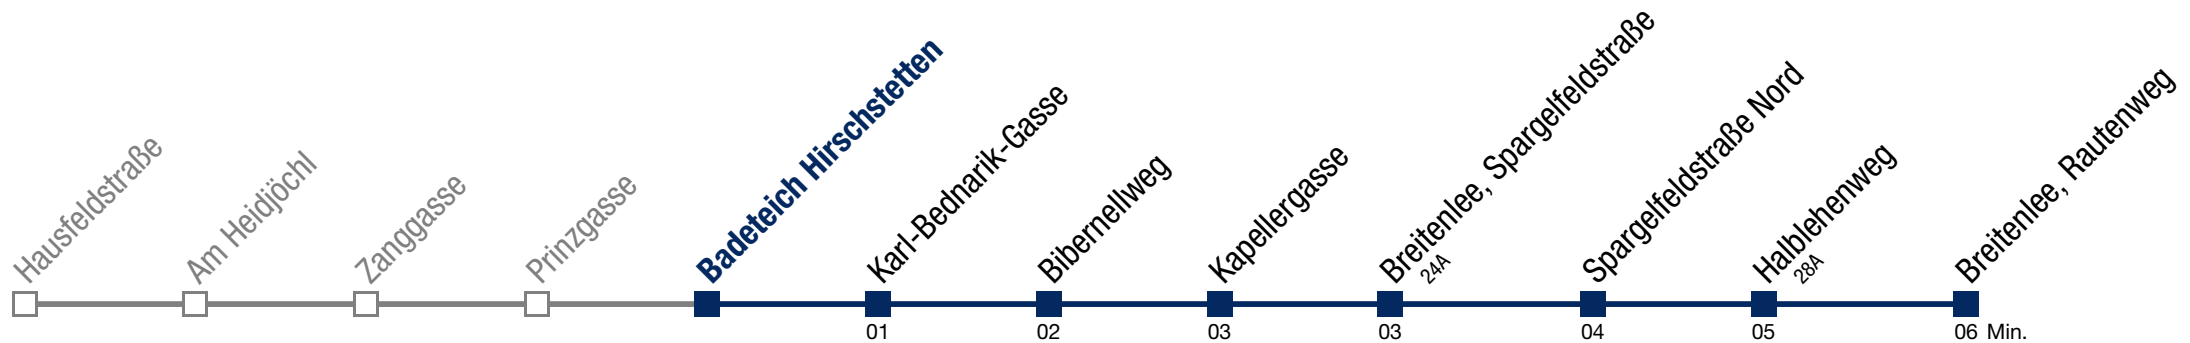 Hausfeldstraße
Am Heidjöchl
Zanggasse
Prinzgasse
Badeteich Hirschstetten
Karl-Bednarik-Gasse
Bibernellweg
Kapellergasse
Breitenlee, Spargelfeldstraße
24A
Spargelfeldstraße Nord
Halblehenweg
28A
Breitenlee, Rautenweg
01 02 03 03 04 05 06 Min.